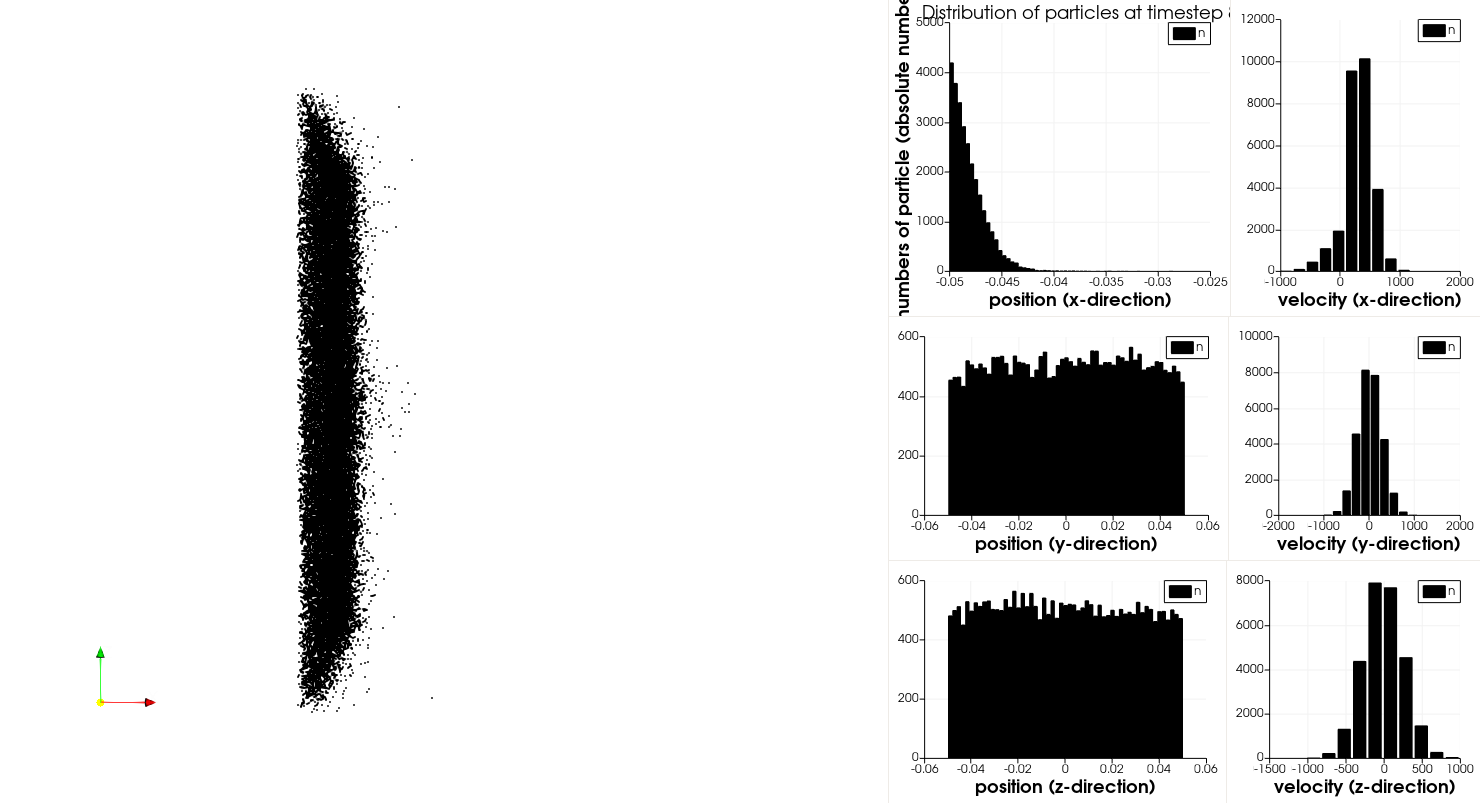 Distribution of particles at timestep
numbers of particle (absolute numbe
5000
4000
3000
2000
1000
0
n
-0.05 -0.045 -0.04 -0.035 -0.03 -0.025
position (x-direction)
12000
10000
8000
6000
4000
2000
0
n
-1000 0 1000 2000
velocity (x-direction)
600
400
200
0
n
-0.06 -0.04 -0.02 0 0.02 0.04 0.06
position (y-direction)
10000
8000
6000
4000
2000
0
n
-2000 -1000 0 1000 2000
velocity (y-direction)
600
400
200
0
n
-0.06 -0.04 -0.02 0 0.02 0.04 0.06
position (z-direction)
8000
6000
4000
2000
0
n
-1500 -1000 -500 0 500 1000
velocity (z-direction)